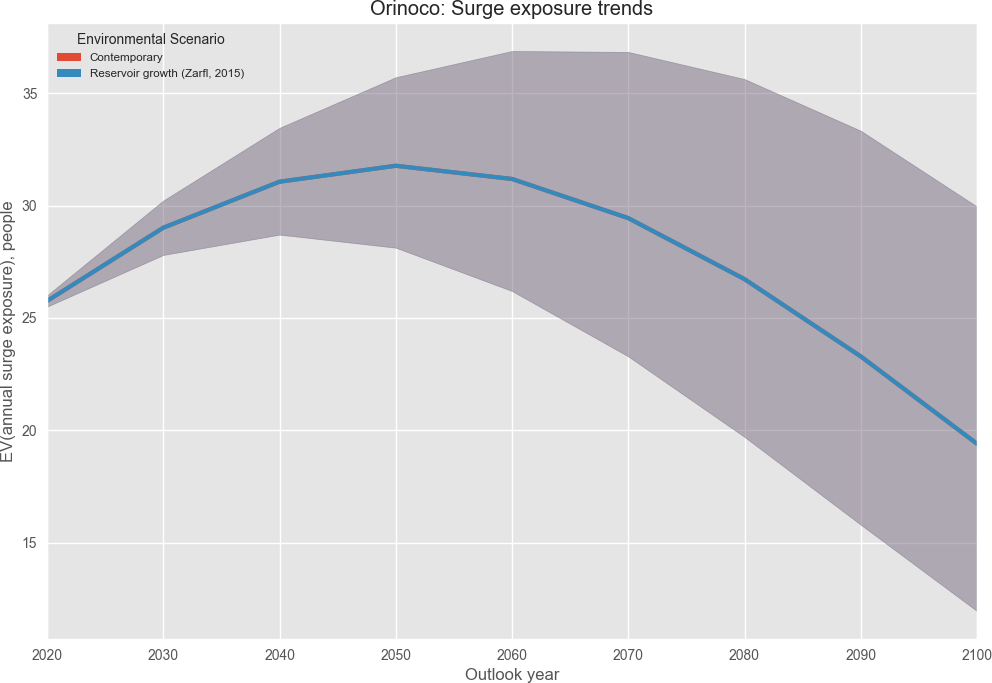 Orinoco: Surge exposure trends
Environmental Scenario
Contemporary
Reservoir growth (Zarfl, 2015)
EV(annual surge exposure), people
35
30
25
20
15
2020 2030 2040 2050 2060 2070 2080 2090 2100
Outlook year